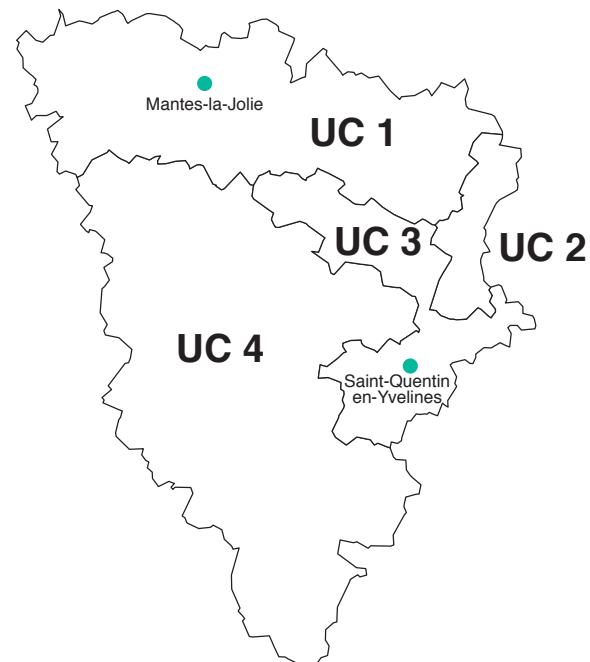 Mantes-la-Jolie
UC 1
UC 3
UC 2
UC 4
Saint-Quentin
en-Yvelines